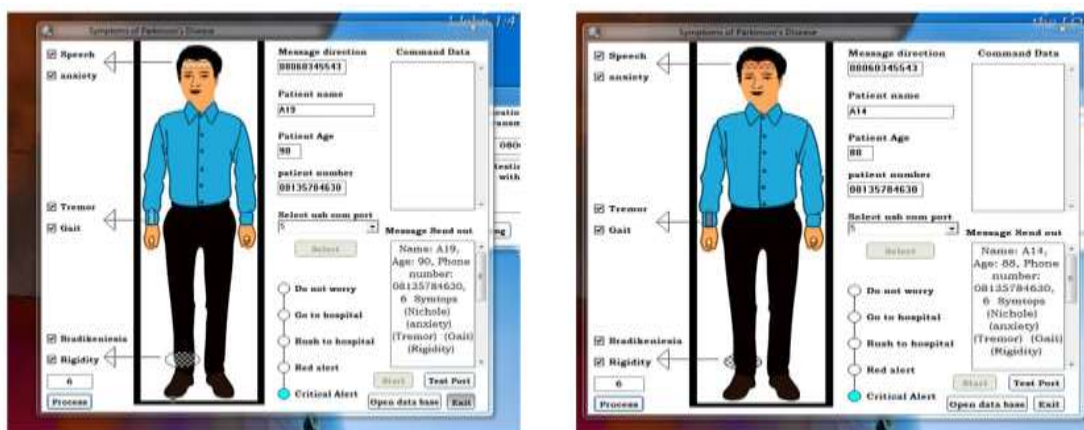 Symptoms of Parkinson's Disease
Speech
anxiety
Tremor
Gait
Bradikeniesia
Rigidity
6
Process
Message direction
08060345543
Patient name
A19
Patient Age
90
patient number
08135784630
Select usb com port
5
Select
Do not worry
Go to hospital
Rush to hospital
Red alert
Critical Alert
Command Data
Message Send out
Name: A19,
Age: 90, Phone
number:
08135784630,
6 Symtops
(Nichole)
(anxiety)
(Tremor) (Gait)
(Rigidity)
Start
Test Port
Open data base
Exit
Symptoms of Parkinson's Disease
Speech
anxiety
Tremor
Gait
Bradikeniesia
Rigidity
6
Process
Message direction
08060345543
Patient name
A14
Patient Age
88
patient number
08135784630
Select usb com port
5
Select
Do not worry
Go to hospital
Rush to hospital
Red alert
Critical Alert
Command Data
Message Send out
Name: A14,
Age: 88, Phone
number:
08135784630,
6 Symtops
(Nichole)
(anxiety)
(Tremor) (Gait)
(Rigidity)
Start
Test Port
Open data base
Exit